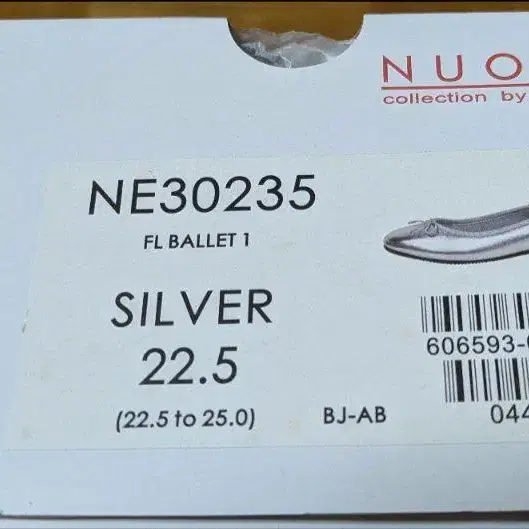 NUO
collection by
NE30235
FL BALLET 1
SILVER
606593-
22.5
(22.5 to 25.0)
BJ-AB
044